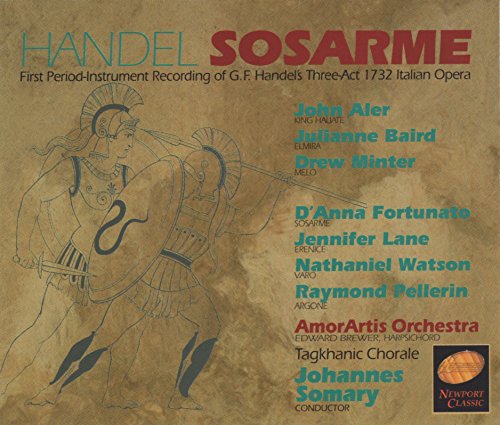 HANDEL SOSARME
First Period-Instrument Recording of G.F. Handel's Three-Act 1732 Italian Opera
John Aler
KING HALIATE
Julianne Baird
ELMIRA
Drew Minter
MELO
D'Anna Fortunato
SOSARME
Jennifer Lane
ERENICE
Nathaniel Watson
VARO
Raymond Pellerin
ARGONE
AmorArtis Orchestra
EDWARD BREWER, HARPSICHORD
Tagkhanic Chorale
Johannes
Somary
CONDUCTOR
NEWPORT
CLASSIC